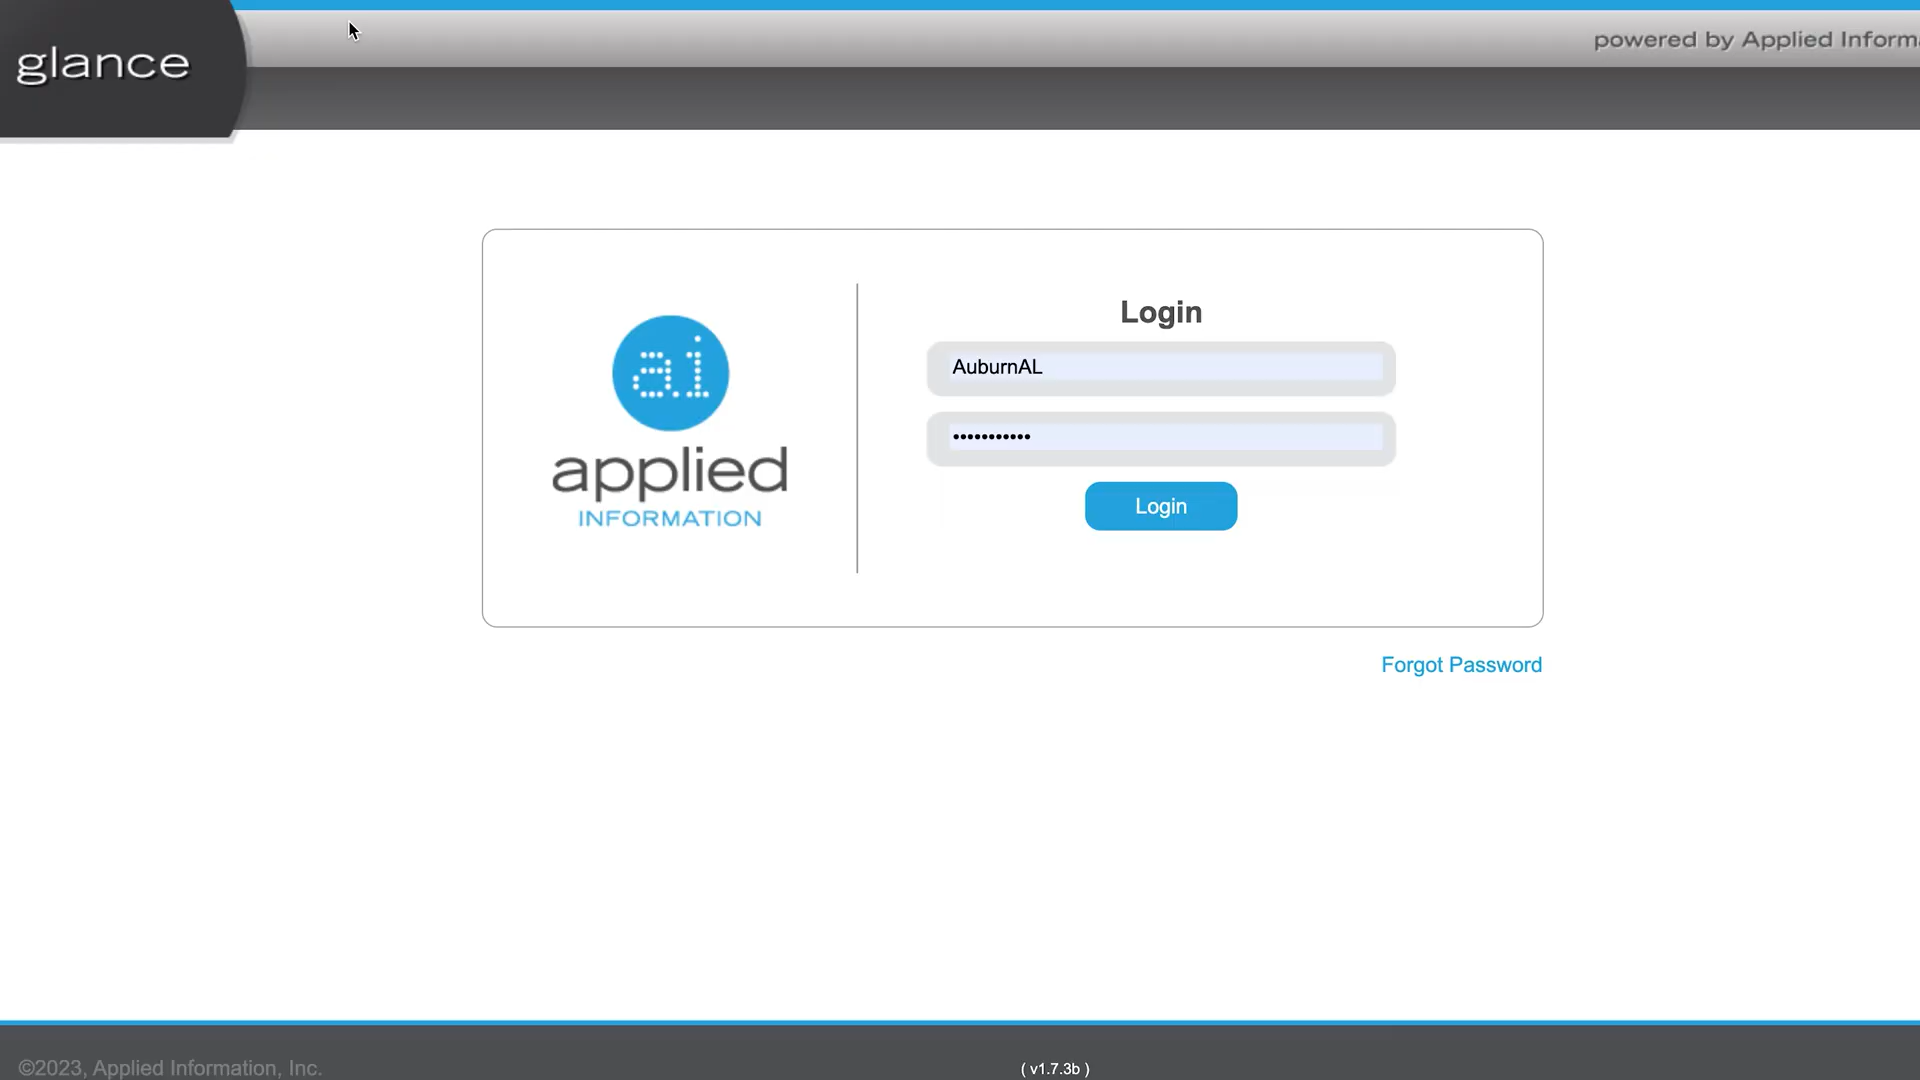 glance
powered by Applied Inform
Login
AuburnAL
•••••••••••
Login
ai
applied
INFORMATION
Forgot Password
©2023, Applied Information, Inc.
( v1.7.3b )